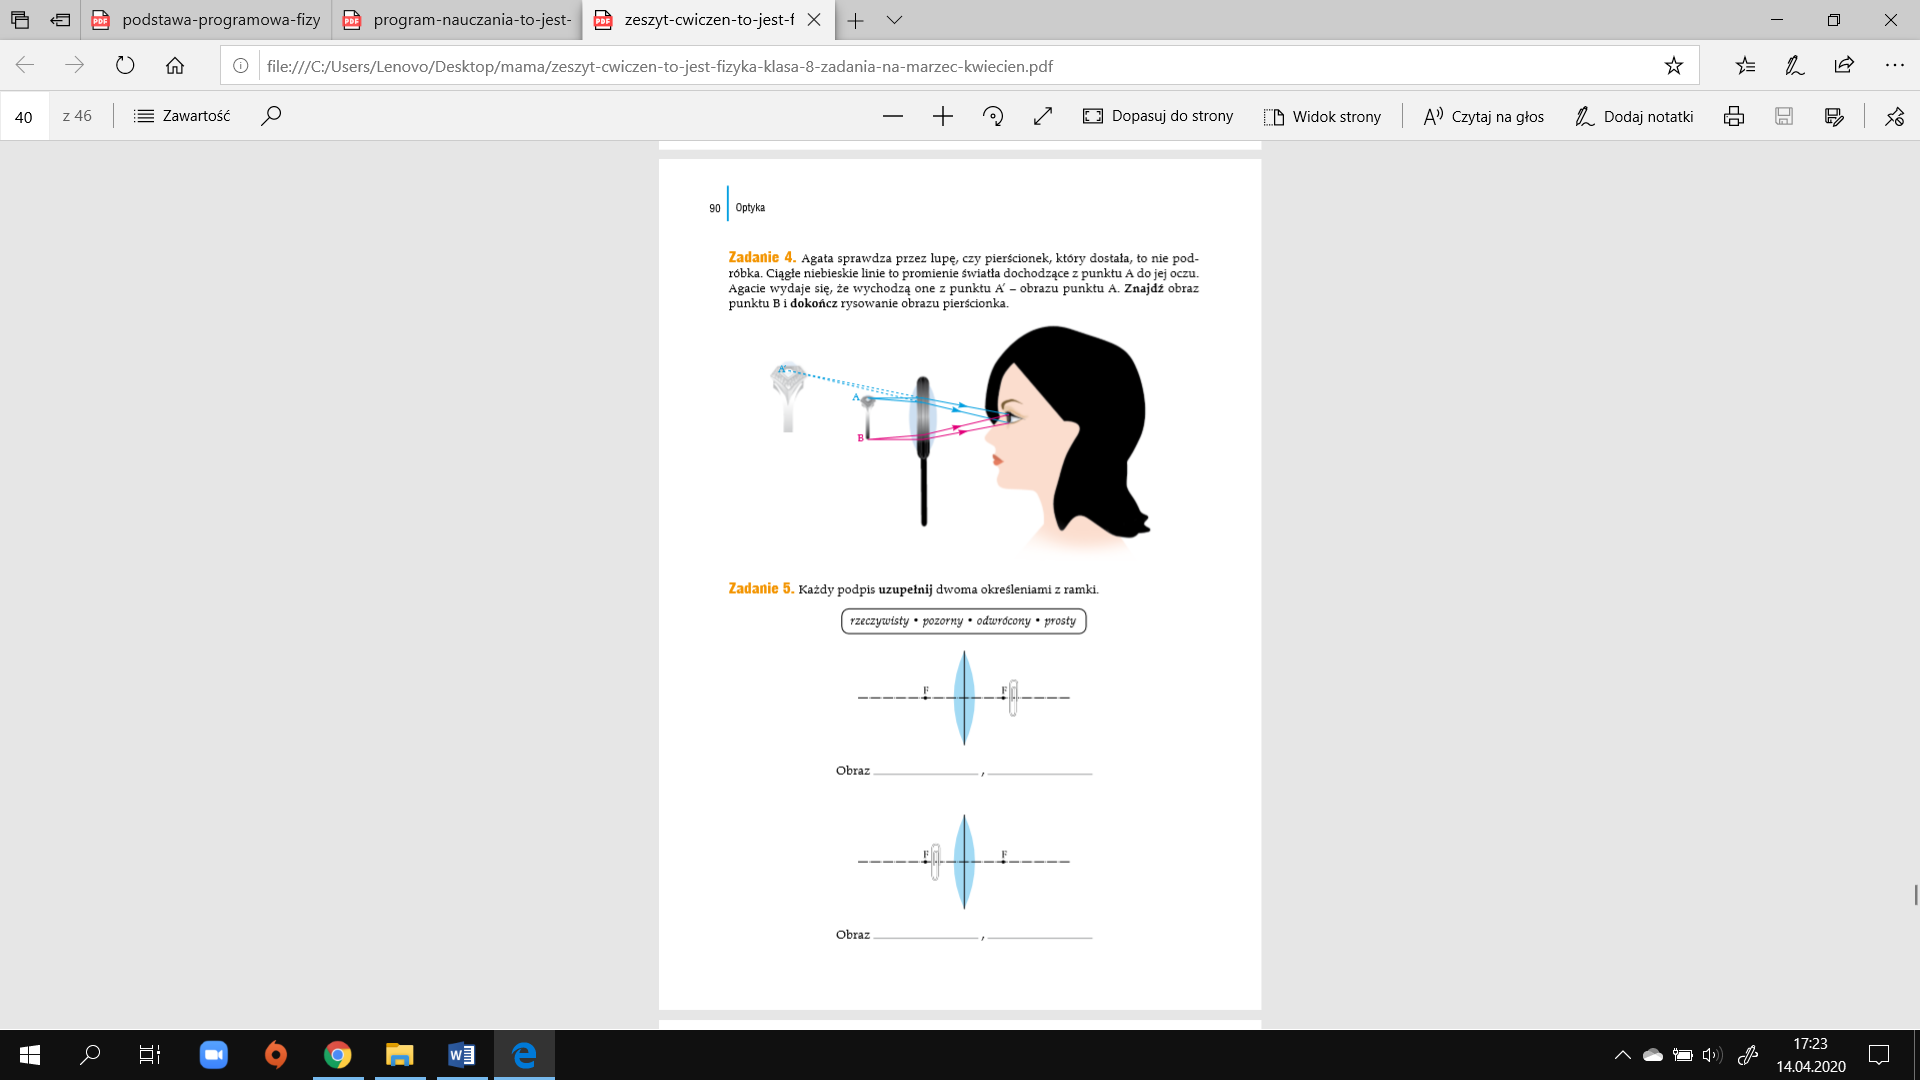 podstawa-programowa-fizy
program-nauczania-to-jest-
zeszyt-cwiczen-to-jest-f
file:///C:/Users/Lenovo/Desktop/mama/zeszyt-cwiczen-to-jest-fizyka-klasa-8-zadania-na-marzec-kwiecien.pdf
40 z 46 Zawartość Dopasuj do strony Widok strony Czytaj na głos Dodaj notatki
90 Optyka
Zadanie 4. Agata sprawdza przez lupę, czy pierścionek, który dostała, to nie pod-
róbka. Ciągłe niebieskie linie to promienie światła dochodzące z punktu A do jej oczu.
Agacie wydaje się, że wychodzą one z punktu A′ – obrazu punktu A. Znajdź obraz
punktu B i dokończ rysowanie obrazu pierścionka.
A′
A
B
Zadanie 5. Każdy podpis uzupełnij dwoma określeniami z ramki.
rzeczywisty • pozorny • odwrócony • prosty
F F
Obraz ____________ , ____________
F F
Obraz ____________ , ____________
17:23
14.04.2020